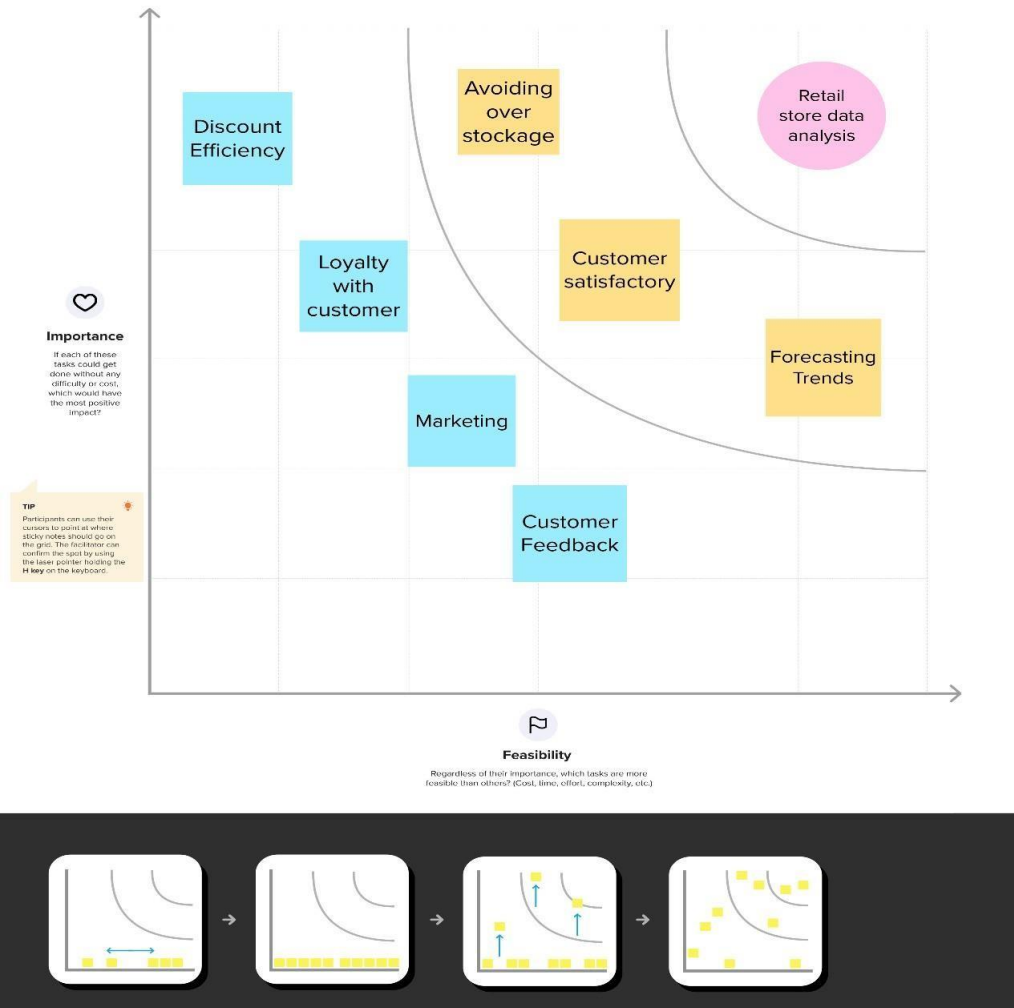 Discount
Efficiency
Avoiding
over
stockage
Retail
store data
analysis
Loyalty
with
customer
Customer
satisfactory
Forecasting
Trends
Marketing
Customer
Feedback
Importance
If each of these
tasks could get
done without any
difficulty or cost,
which would have
the most positive
impact?
TIP
Participants can use their
cursors to point at where
sticky notes should go on
the grid. The facilitator can
confirm the spot by using
the laser pointer holding the
H key on the keyboard.
Feasibility
Regardless of their importance, which tasks are more
feasible than others? (Cost, time, effort, complexity, etc.)